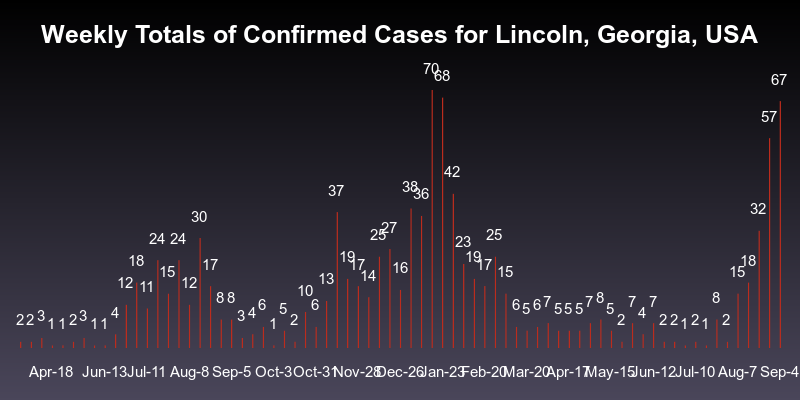 Weekly Totals of Confirmed Cases for Lincoln, Georgia, USA
2 2 3 1 1 2 3 1 1 4 12 18 11 24 15 24 12 30 17 8 8 3 4 6 1 5 2 10 6 13 37 19 17 14 25 27 16 38 36 70 68 42 23 19 17 25 15 6 5 6 7 5 5 5 7 8 5 2 7 4 7 2 2 1 2 1 8 2 15 18 32 57 67
Apr-18 Jun-13 Jul-11 Aug-8 Sep-5 Oct-3 Oct-31 Nov-28 Dec-26 Jan-23 Feb-20 Mar-20 Apr-17 May-15 Jun-12 Jul-10 Aug-7 Sep-4